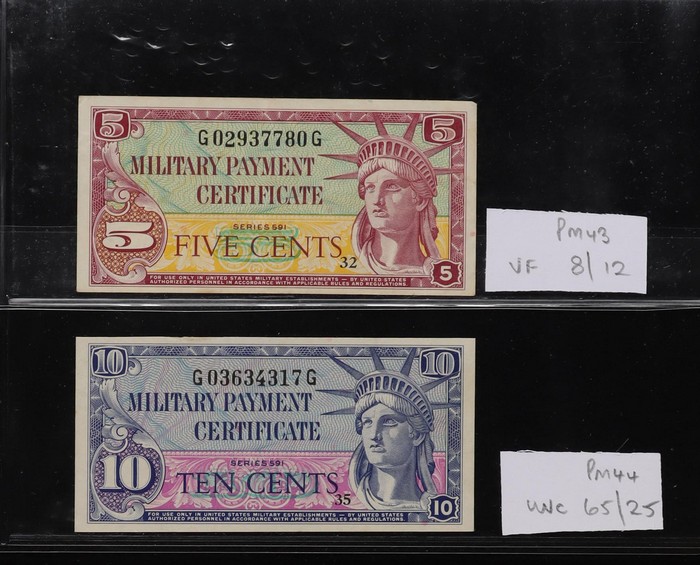 5 5
G02937780G
MILITARY PAYMENT
CERTIFICATE
SERIES 591
5 FIVE CENTS 32 5
FOR USE ONLY IN UNITED STATES MILITARY ESTABLISHMENTS — BY UNITED STATES
AUTHORIZED PERSONNEL IN ACCORDANCE WITH APPLICABLE RULES AND REGULATIONS.
PM43
VF 8/12
10 10
G03634317G
MILITARY PAYMENT
CERTIFICATE
SERIES 591
10 TEN CENTS 35 10
FOR USE ONLY IN UNITED STATES MILITARY ESTABLISHMENTS — BY UNITED STATES
AUTHORIZED PERSONNEL IN ACCORDANCE WITH APPLICABLE RULES AND REGULATIONS.
PM44
UNC 65/25